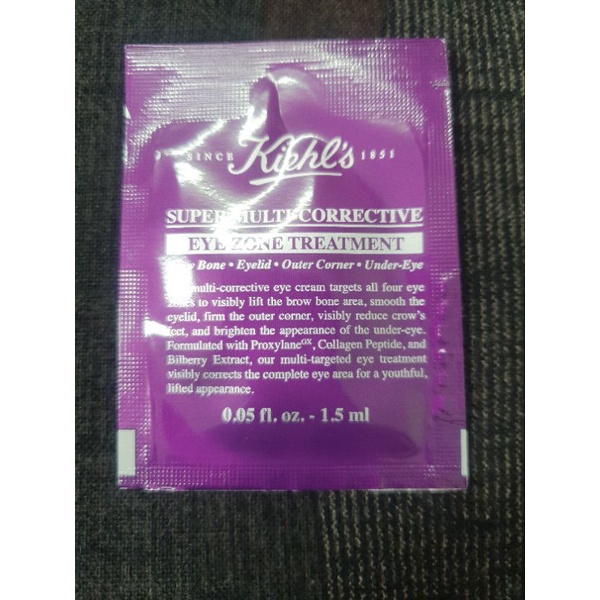 SINCE Kiehl's 1851
SUPER MULTI-CORRECTIVE
EYE ZONE TREATMENT
Bone • Eyelid • Outer Corner • Under-Eye
multi-corrective eye cream targets all four eye
to visibly lift the brow bone area, smooth the
eyelid, firm the outer corner, visibly reduce crow's
feet, and brighten the appearance of the under-eye.
Formulated with Proxylane GX, Collagen Peptide, and
Bilberry Extract, our multi-targeted eye treatment
visibly corrects the complete eye area for a youthful,
lifted appearance.
0.05 fl. oz. - 1.5 ml